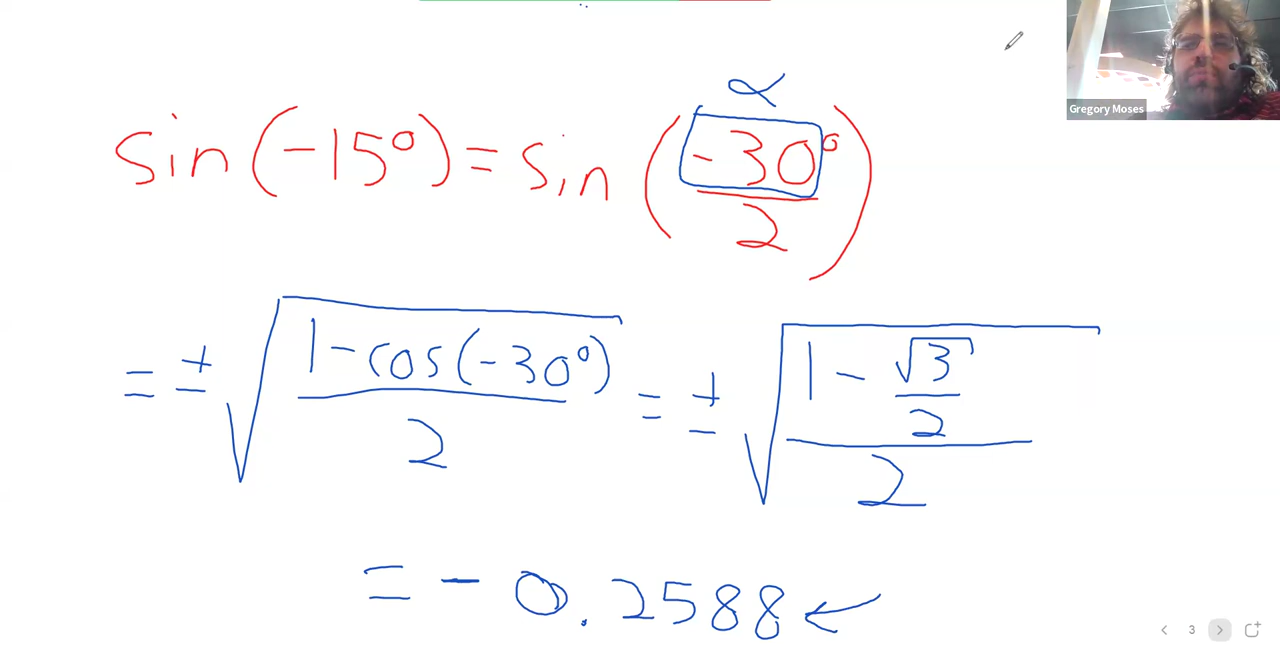 Gregory Moses
α
sin(-15°) = sin(-30°/2)
= ± √((1 - cos(-30°))/2) = ± √((1 - √3/2)/2)
= - 0.2588 ←
3